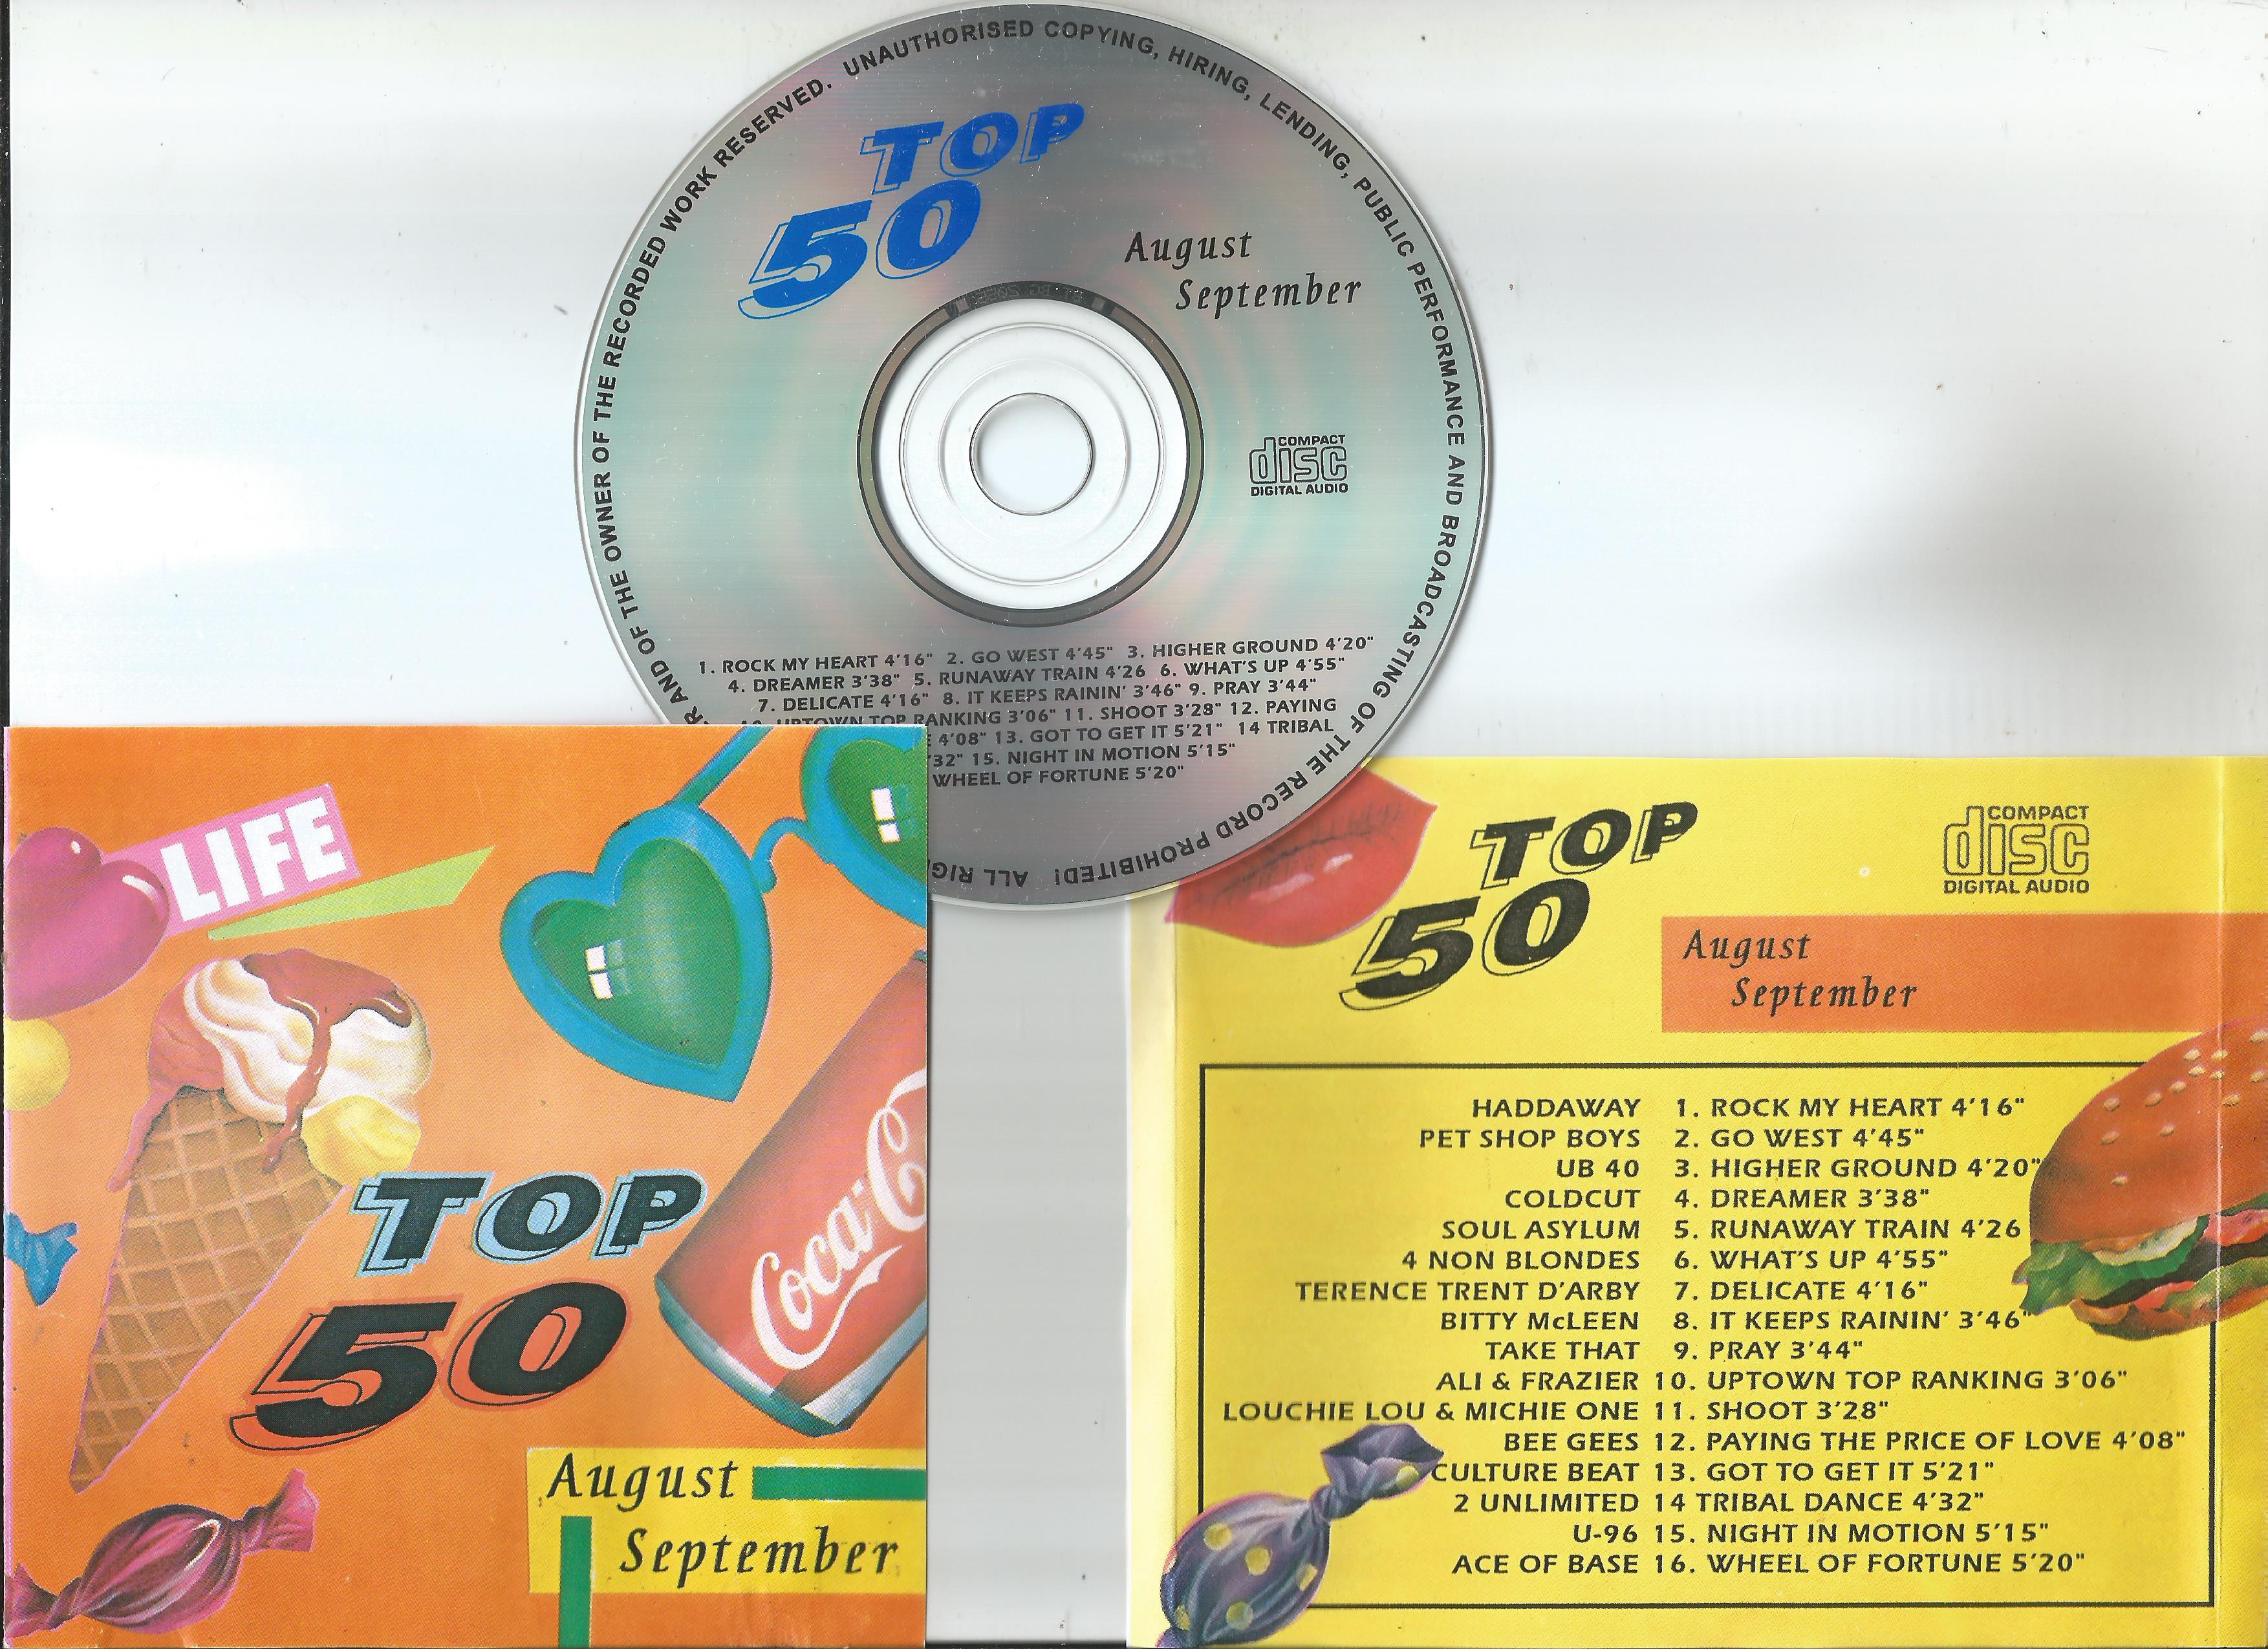 UNAUTHORISED COPYING, HIRING, LENDING, PUBLIC PERFORMANCE AND BROADCASTING OF THE RECORD PROHIBITED! ALL
AND OF THE OWNER OF THE RECORDED WORK RESERVED.
TOP
50
August
September
COMPACT
disc
DIGITAL AUDIO
1. ROCK MY HEART 4'16" 2. GO WEST 4'45" 3. HIGHER GROUND 4'20"
4. DREAMER 3'38" 5. RUNAWAY TRAIN 4'26 6. WHAT'S UP 4'55"
7. DELICATE 4'16" 8. IT KEEPS RAININ' 3'46" 9. PRAY 3'44"
UPTOWN TOP RANKING 3'06" 11. SHOOT 3'28" 12. PAYING
4'08" 13. GOT TO GET IT 5'21" 14 TRIBAL
'32" 15. NIGHT IN MOTION 5'15"
WHEEL OF FORTUNE 5'20"
LIFE
Coca-C
TOP
50
August
September
TOP
50
COMPACT
disc
DIGITAL AUDIO
August
September
HADDAWAY 1. ROCK MY HEART 4'16"
PET SHOP BOYS 2. GO WEST 4'45"
UB 40 3. HIGHER GROUND 4'20"
COLDCUT 4. DREAMER 3'38"
SOUL ASYLUM 5. RUNAWAY TRAIN 4'26
4 NON BLONDES 6. WHAT'S UP 4'55"
TERENCE TRENT D'ARBY 7. DELICATE 4'16"
BITTY McLEEN 8. IT KEEPS RAININ' 3'46"
TAKE THAT 9. PRAY 3'44"
ALI & FRAZIER 10. UPTOWN TOP RANKING 3'06"
LOUCHIE LOU & MICHIE ONE 11. SHOOT 3'28"
BEE GEES 12. PAYING THE PRICE OF LOVE 4'08"
CULTURE BEAT 13. GOT TO GET IT 5'21"
2 UNLIMITED 14 TRIBAL DANCE 4'32"
U-96 15. NIGHT IN MOTION 5'15"
ACE OF BASE 16. WHEEL OF FORTUNE 5'20"